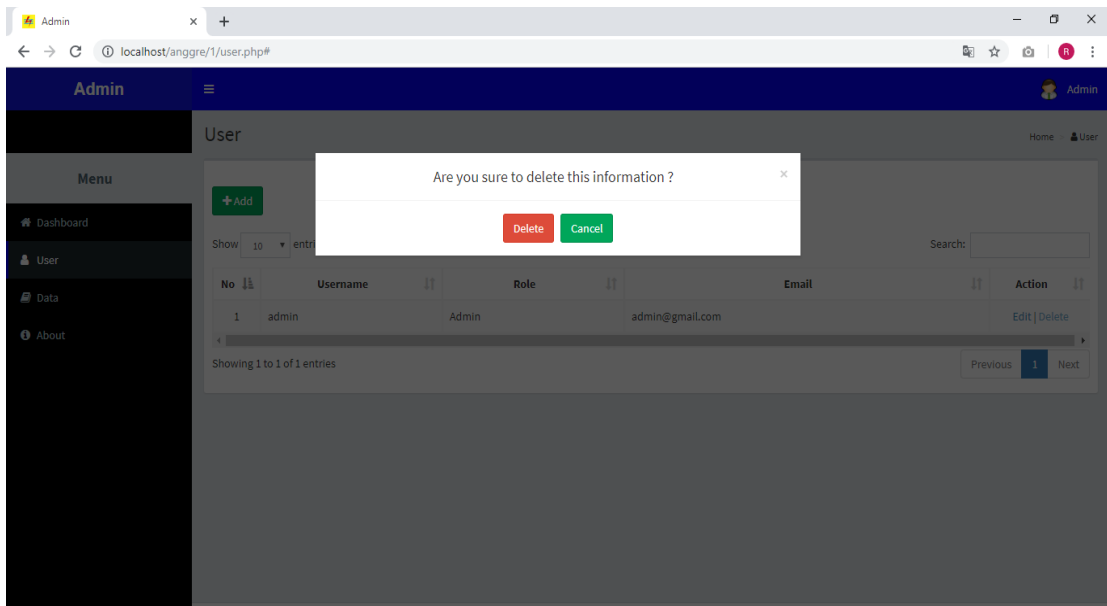 Admin
localhost/anggre/1/user.php#
R
Admin
Admin
User
Home
User
Menu
Are you sure to delete this information ?
×
Add
Dashboard
Delete
Cancel
Show 10 entri
Search:
User
No Username Role Email Action
Data
1 admin Admin admin@gmail.com Edit | Delete
About
Showing 1 to 1 of 1 entries
Previous 1 Next